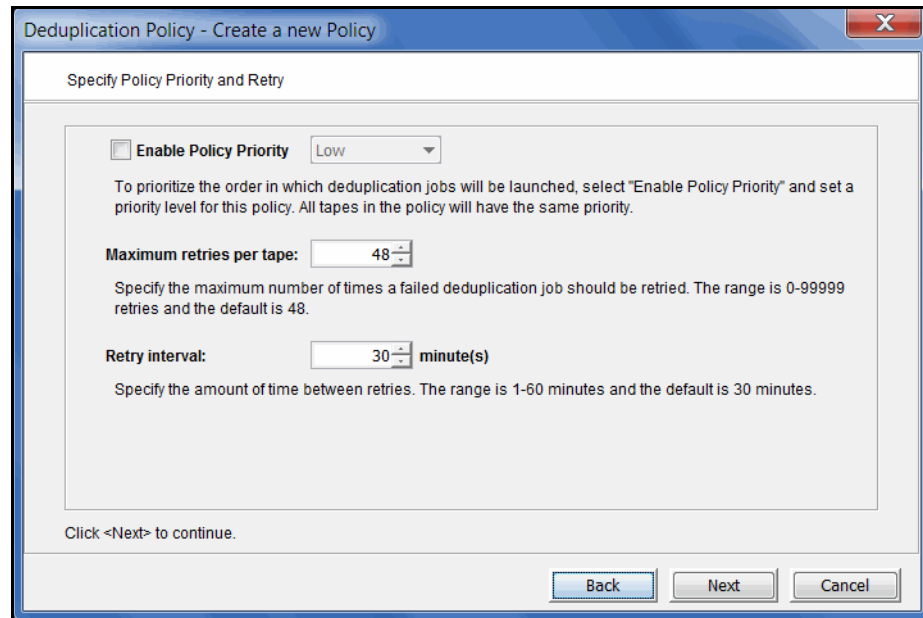 Deduplication Policy - Create a new Policy
X
Specify Policy Priority and Retry
Enable Policy Priority Low
To prioritize the order in which deduplication jobs will be launched, select "Enable Policy Priority" and set a
priority level for this policy. All tapes in the policy will have the same priority.
Maximum retries per tape: 48
Specify the maximum number of times a failed deduplication job should be retried. The range is 0-99999
retries and the default is 48.
Retry interval: 30 minute(s)
Specify the amount of time between retries. The range is 1-60 minutes and the default is 30 minutes.
Click <Next> to continue.
Back Next Cancel